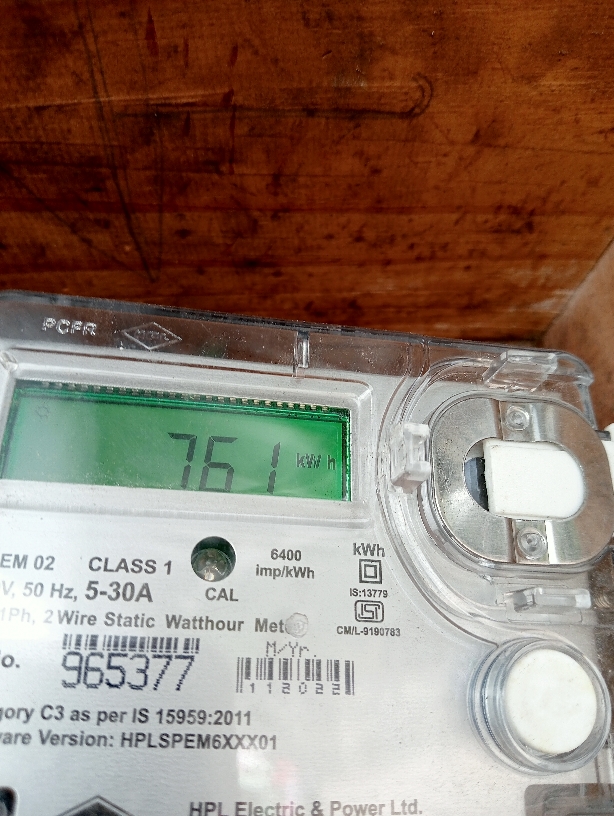 PCPR
761 kWh
EM 02 CLASS 1
V, 50 Hz, 5-30A
CAL
6400
imp/kWh
kWh
IS:13779
CM/L-9190783
1Ph, 2 Wire Static Watthour Met
o.
965377
M/Yr.
112022
gory C3 as per IS 15959:2011
are Version: HPLSPEM6XXX01
HPL Electric & Power Ltd.